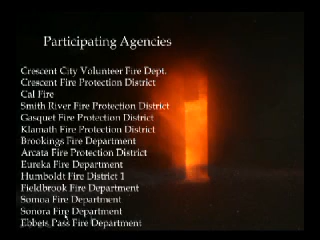 Participating Agencies
Crescent City Volunteer Fire Dept.
Crescent Fire Protection District
Cal Fire
Smith River Fire Protection District
Gasquet Fire Protection District
Klamath Fire Protection District
Brookings Fire Department
Arcata Fire Protection District
Eureka Fire Department
Humboldt Fire District 1
Fieldbrook Fire Department
Somoa Fire Department
Sonora Fire Department
Ebbets Pass Fire Department